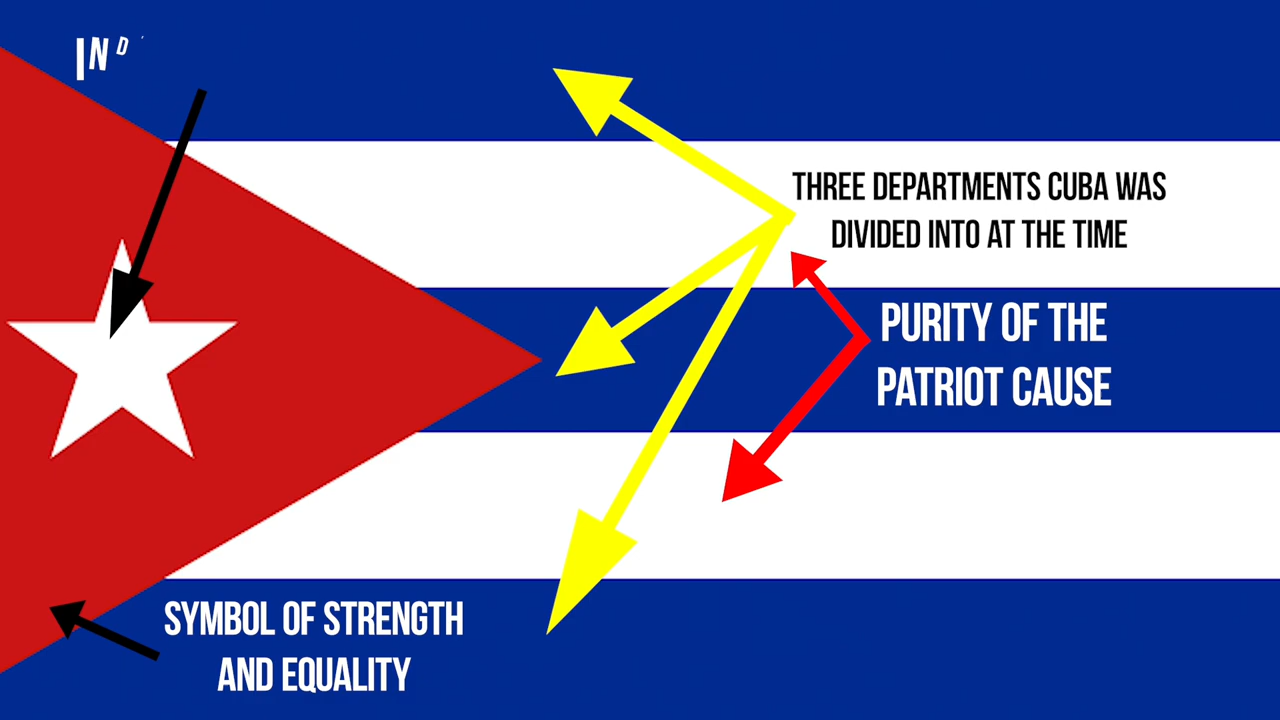 IND
THREE DEPARTMENTS CUBA WAS
DIVIDED INTO AT THE TIME
PURITY OF THE
PATRIOT CAUSE
SYMBOL OF STRENGTH
AND EQUALITY